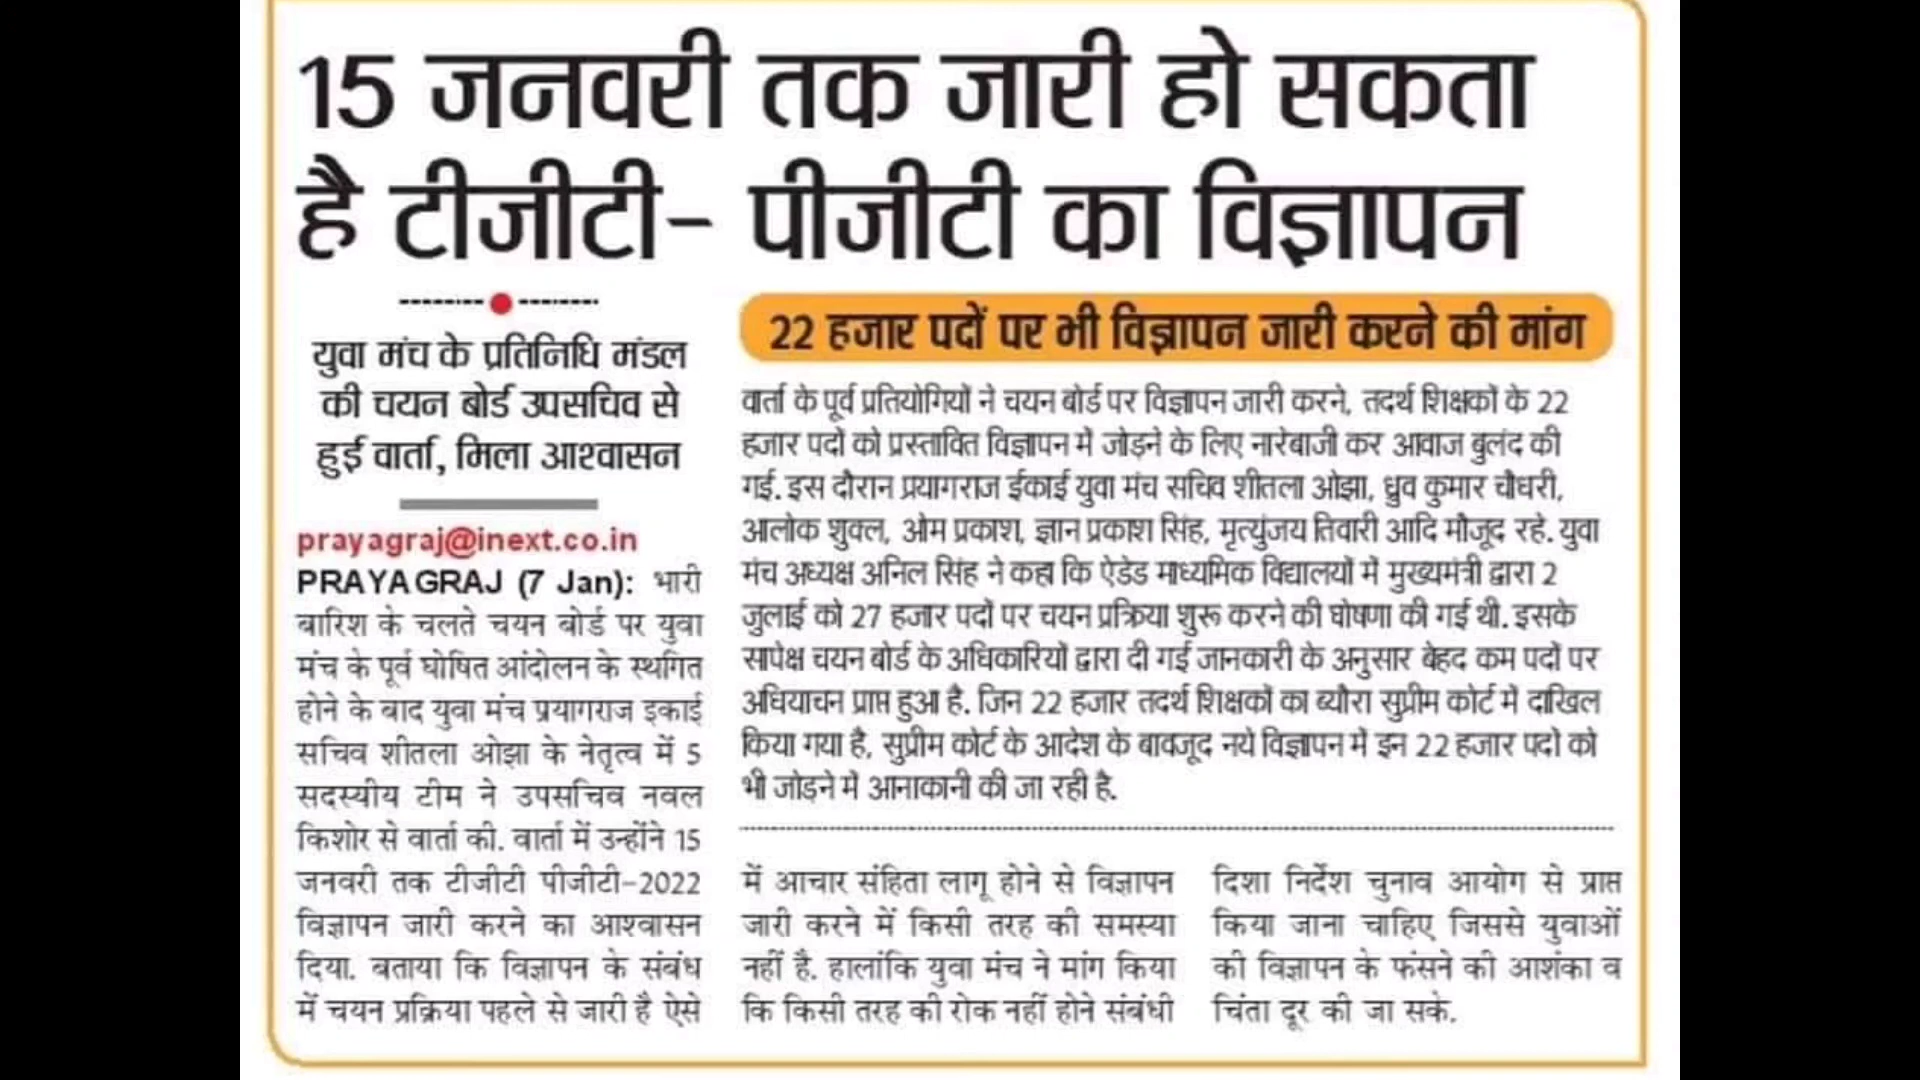 15 जनवरी तक जारी हो सकता
है टीजीटी- पीजीटी का विज्ञापन
युवा मंच के प्रतिनिधि मंडल
की चयन बोर्ड उपसचिव से
हुई वार्ता, मिला आश्वासन
prayagraj@inext.co.in
PRAYAGRAJ (7 Jan): भारी
बारिश के चलते चयन बोर्ड पर युवा
मंच के पूर्व घोषित आंदोलन के स्थगित
होने के बाद युवा मंच प्रयागराज इकाई
सचिव शीतला ओझा के नेतृत्व में 5
सदस्यीय टीम ने उपसचिव नवल
किशोर से वार्ता की. वार्ता में उन्होंने 15
जनवरी तक टीजीटी पीजीटी-2022
विज्ञापन जारी करने का आश्वासन
दिया. बताया कि विज्ञापन के संबंध
में चयन प्रक्रिया पहले से जारी है ऐसे
22 हजार पदों पर भी विज्ञापन जारी करने की मांग
वार्ता के पूर्व प्रतियोगियों ने चयन बोर्ड पर विज्ञापन जारी करने, तदर्थ शिक्षकों के 22
हजार पदों को प्रस्तावित विज्ञापन में जोड़ने के लिए नारेबाजी कर आवाज बुलंद की
गई. इस दौरान प्रयागराज ईकाई युवा मंच सचिव शीतला ओझा, ध्रुव कुमार चौधरी,
आलोक शुक्ल, ओम प्रकाश, ज्ञान प्रकाश सिंह, मृत्युंजय तिवारी आदि मौजूद रहे. युवा
मंच अध्यक्ष अनिल सिंह ने कहा कि ऐडेड माध्यमिक विद्यालयों में मुख्यमंत्री द्वारा 2
जुलाई को 27 हजार पदों पर चयन प्रक्रिया शुरू करने की घोषणा की गई थी. इसके
सापेक्ष चयन बोर्ड के अधिकारियों द्वारा दी गई जानकारी के अनुसार बेहद कम पदों पर
अधियाचन प्राप्त हुआ है. जिन 22 हजार तदर्थ शिक्षकों का ब्यौरा सुप्रीम कोर्ट में दाखिल
किया गया है, सुप्रीम कोर्ट के आदेश के बावजूद नये विज्ञापन में इन 22 हजार पदो को
भी जोड़ने में आनाकानी की जा रही है.
में आचार संहिता लागू होने से विज्ञापन
जारी करने में किसी तरह की समस्या
नहीं है. हालांकि युवा मंच ने मांग किया
कि किसी तरह की रोक नहीं होने संबंधी
दिशा निर्देश चुनाव आयोग से प्राप्त
किया जाना चाहिए जिससे युवाओं
की विज्ञापन के फंसने की आशंका व
चिंता दूर की जा सके.